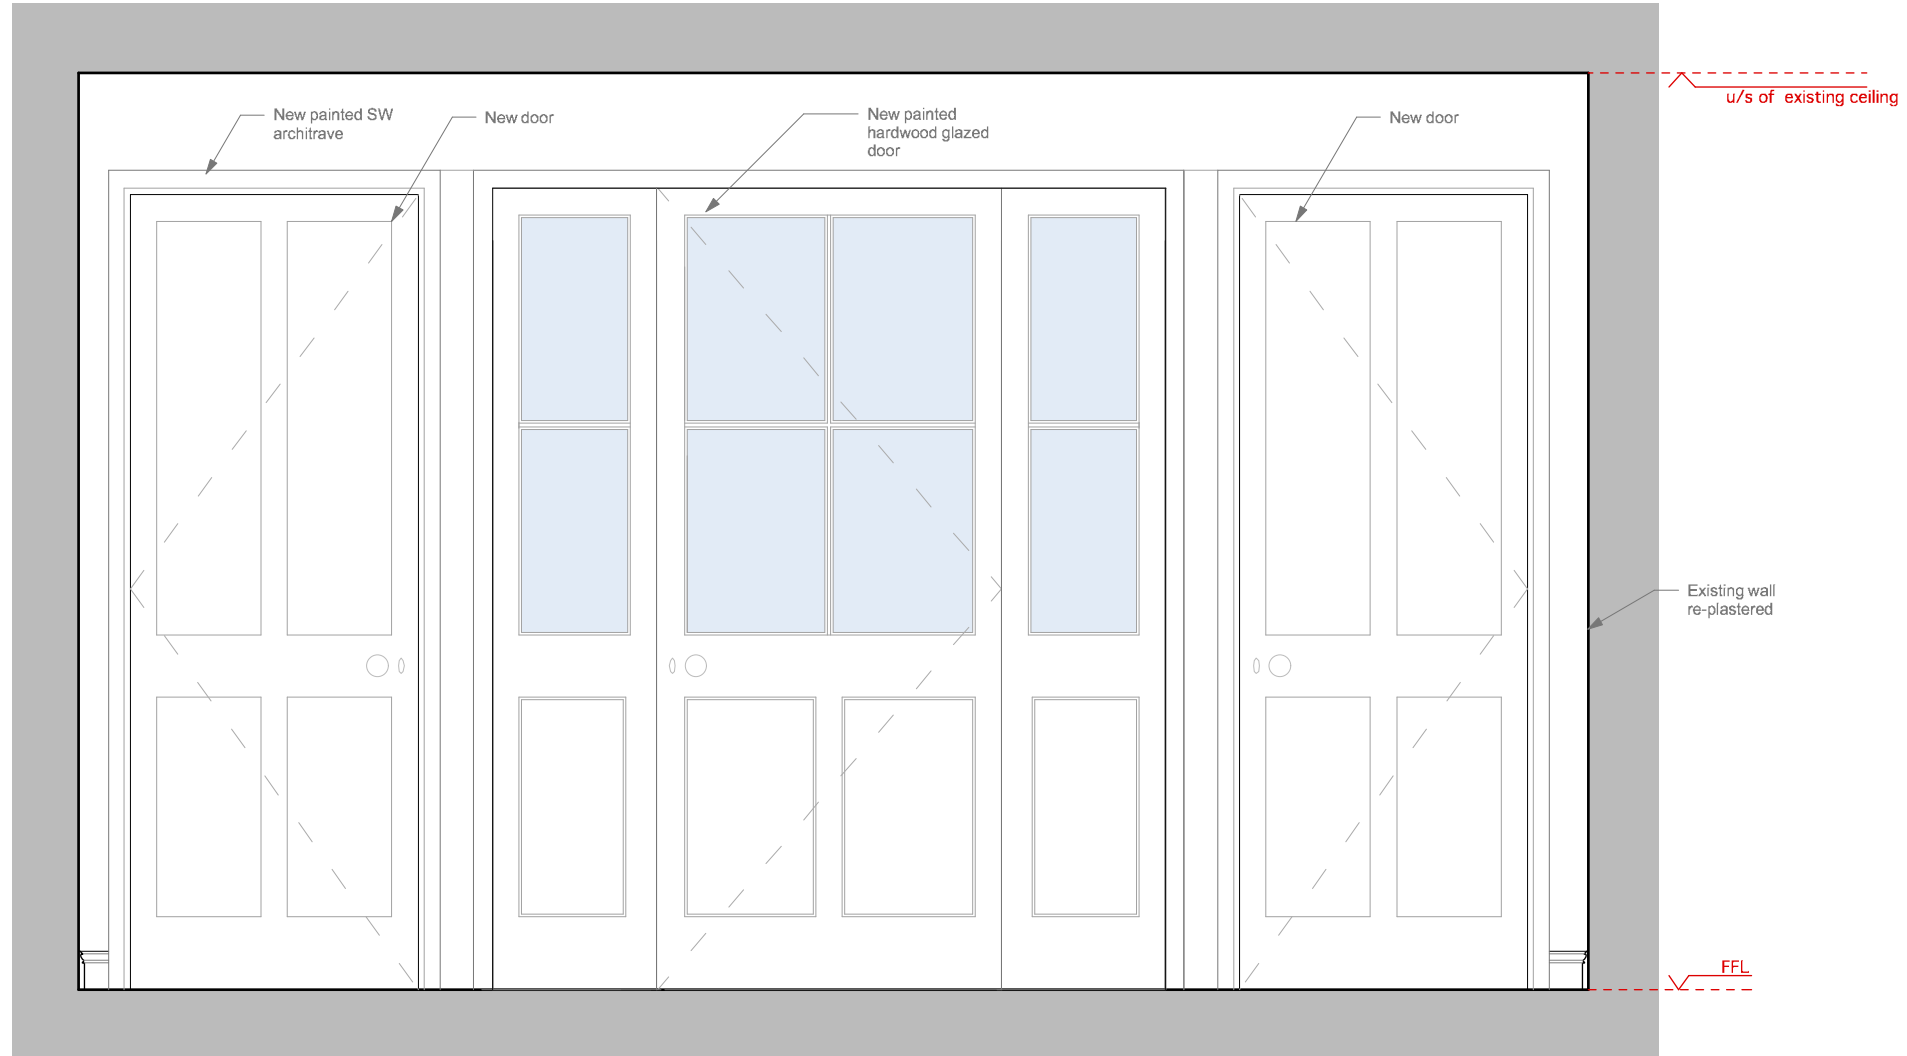 u/s of existing ceiling
New painted SW
architrave
New door
New painted
hardwood glazed
door
New door
Existing wall
re-plastered
FFL